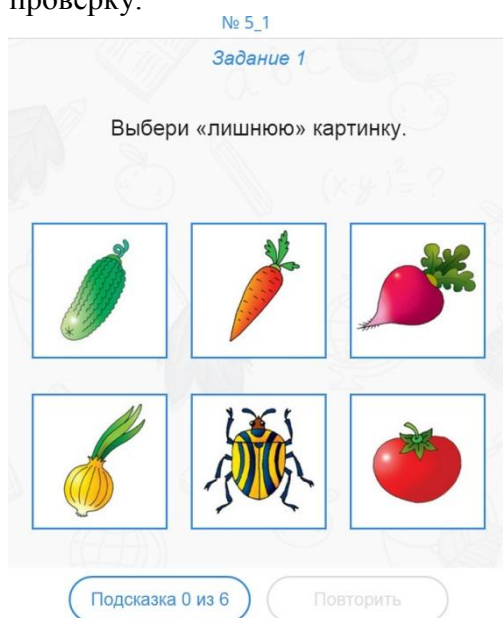 проверку.
№ 5_1
Задание 1
Выбери «лишнюю» картинку.
Подсказка 0 из 6
Повторить